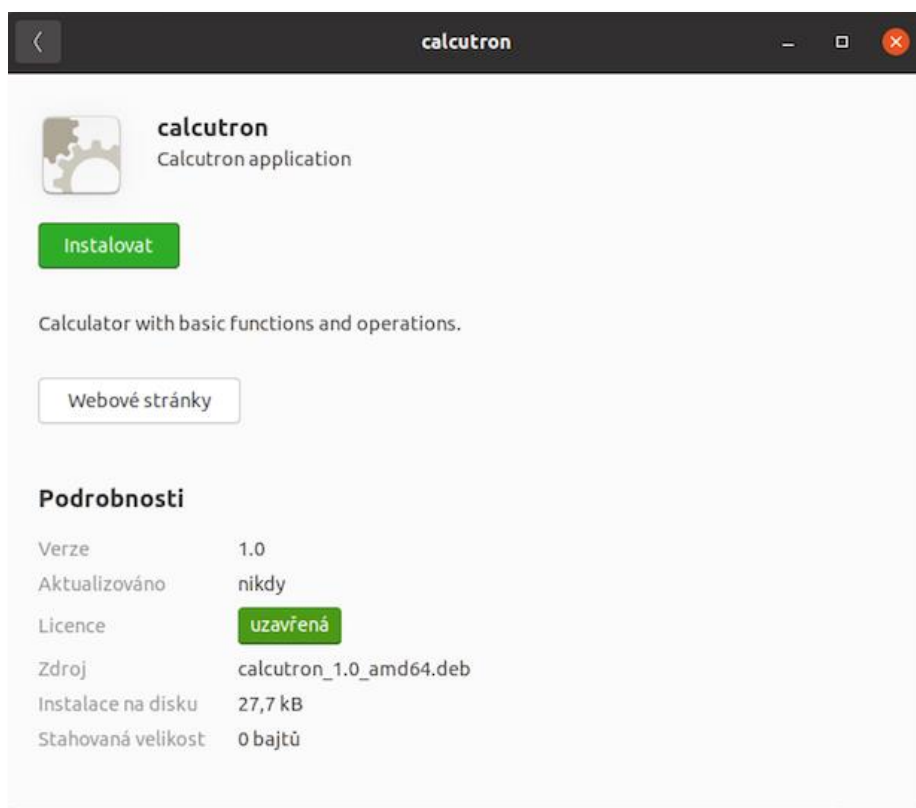 calcutron
calcutron
Calcutron application
Instalovat
Calculator with basic functions and operations.
Webové stránky
Podrobnosti
Verze 1.0
Aktualizováno nikdy
Licence uzavřená
Zdroj calcutron_1.0_amd64.deb
Instalace na disku 27,7 kB
Stahovaná velikost 0 bajtů